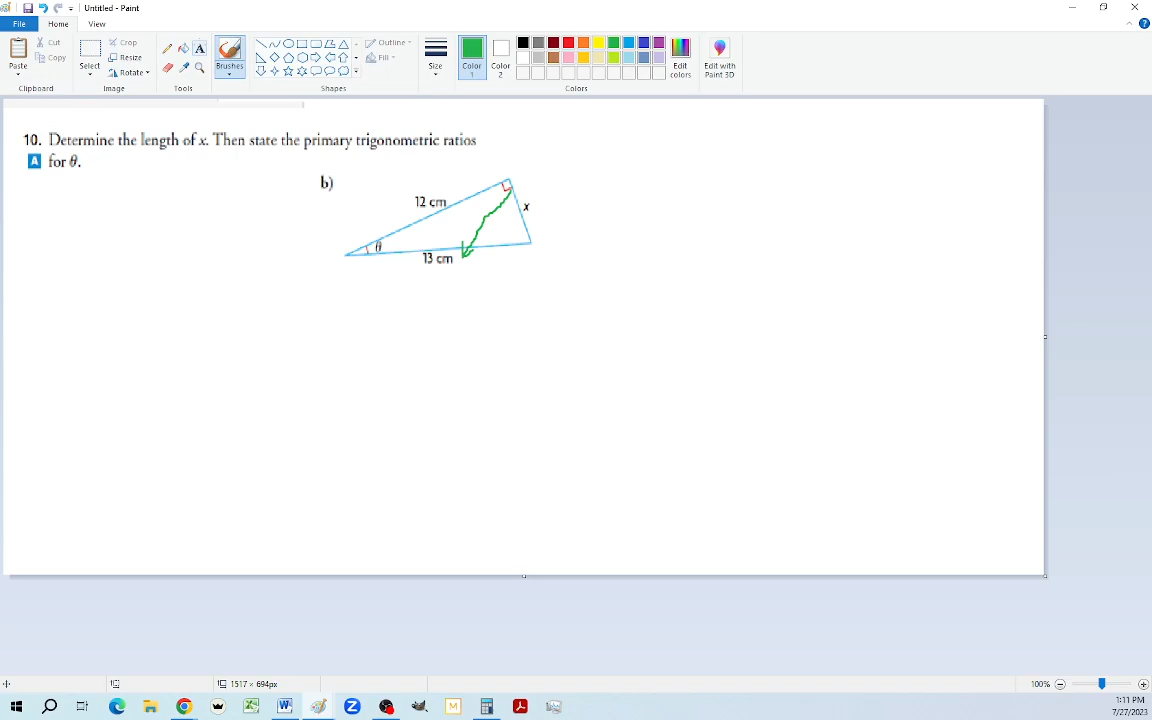 Untitled - Paint
File Home View
Paste
Cut
Copy
Clipboard
Select
Crop
Resize
Rotate
Image
A
Tools
Brushes
Outline
Fill
Shapes
Size
Color 1
Color 2
Colors
Edit colors
Edit with Paint 3D
10. Determine the length of x. Then state the primary trigonometric ratios
A for θ.
b)
12 cm
x
θ
13 cm
1517 × 694px
100%
1:11 PM
7/27/2023